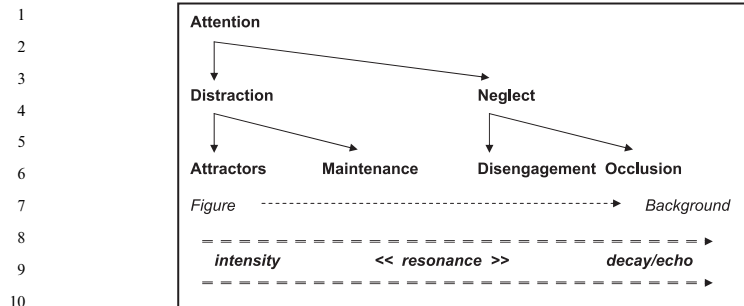 1
2
3
4
5
6
7
8
9
10
Attention
Distraction Neglect
Attractors Maintenance Disengagement Occlusion
Figure Background
intensity << resonance >> decay/echo